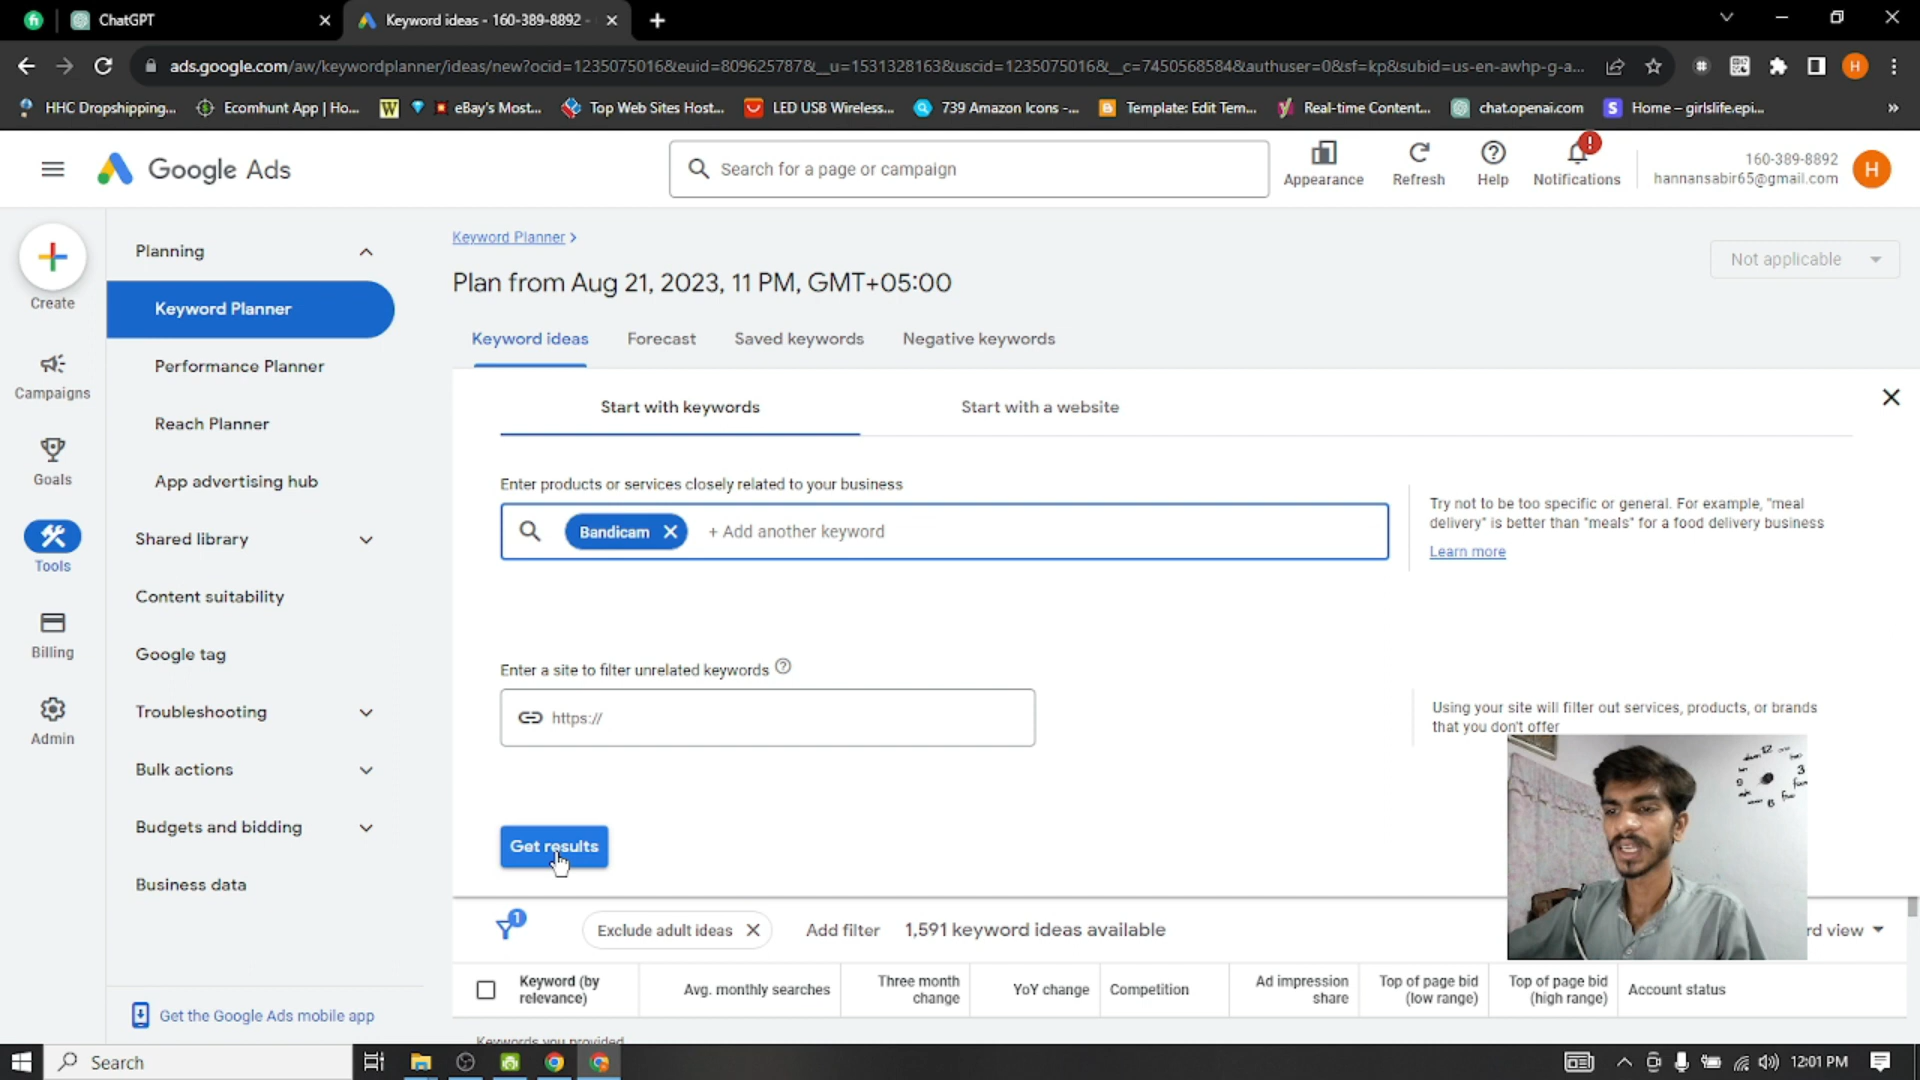 ChatGPT
Keyword ideas - 160-389-8892 -
ads.google.com/aw/keywordplanner/ideas/new?ocid=1235075016&euid=809625787&__u=1531328163&uscid=1235075016&__c=7450568584&authuser=0&sf=kp&subid=us-en-awhp-g-a...
H
HHC Dropshipping...
Ecomhunt App | Ho...
W
eBay's Most...
Top Web Sites Host...
LED USB Wireless...
739 Amazon Icons -...
Template: Edit Tem...
Real-time Content...
chat.openai.com
Home – girlslife.epi...
Google Ads
Search for a page or campaign
Appearance
Refresh
Help
Notifications
160-389-8892
hannansabir65@gmail.com
H
Create
Campaigns
Goals
Tools
Billing
Admin
Planning
Keyword Planner
Performance Planner
Reach Planner
App advertising hub
Shared library
Content suitability
Google tag
Troubleshooting
Bulk actions
Budgets and bidding
Business data
Get the Google Ads mobile app
Keyword Planner
Plan from Aug 21, 2023, 11 PM, GMT+05:00
Not applicable
Keyword ideas
Forecast
Saved keywords
Negative keywords
Start with keywords
Start with a website
Enter products or services closely related to your business
Bandicam
+ Add another keyword
Try not to be too specific or general. For example, "meal
delivery" is better than "meals" for a food delivery business
Learn more
Enter a site to filter unrelated keywords
https://
Using your site will filter out services, products, or brands
that you don't offer
Get results
1
Exclude adult ideas
Add filter
1,591 keyword ideas available
rd view
Keyword (by
relevance)
Avg. monthly searches
Three month
change
YoY change
Competition
Ad impression
share
Top of page bid
(low range)
Top of page bid
(high range)
Account status
Keywords you provided
Search
12:01 PM